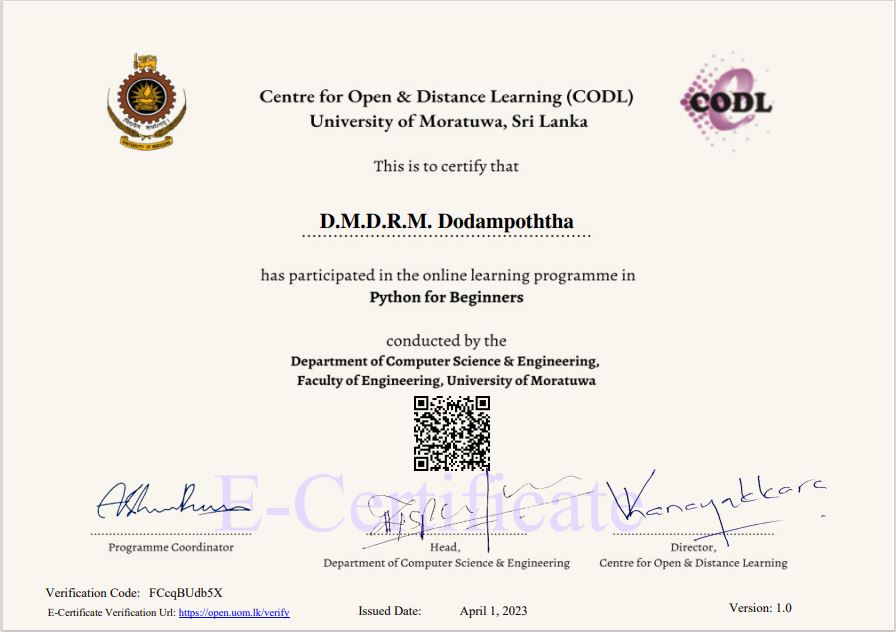 Centre for Open & Distance Learning (CODL)
University of Moratuwa, Sri Lanka
CODL
UNIVERSITY OF MORATUWA
This is to certify that
D.M.D.R.M. Dodampoththa
has participated in the online learning programme in
Python for Beginners
conducted by the
Department of Computer Science & Engineering,
Faculty of Engineering, University of Moratuwa
E-Certificate
Programme Coordinator
Head,
Department of Computer Science & Engineering
Director,
Centre for Open & Distance Learning
Verification Code: FCcqBUdb5X
E-Certificate Verification Url: https://open.uom.lk/verify
Issued Date: April 1, 2023
Version: 1.0